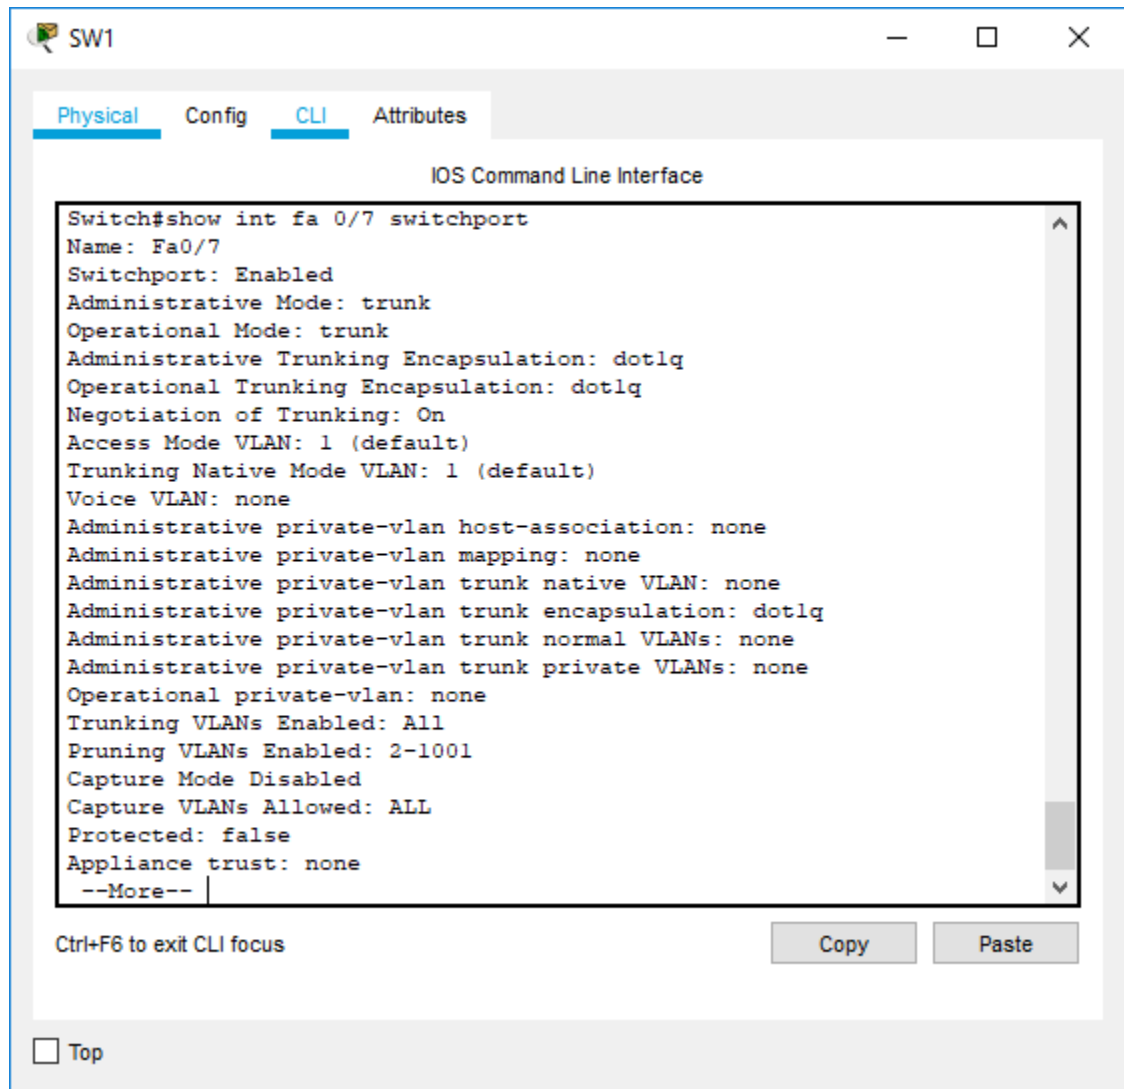 SW1
Physical Config CLI Attributes
IOS Command Line Interface
Switch#show int fa 0/7 switchport
Name: Fa0/7
Switchport: Enabled
Administrative Mode: trunk
Operational Mode: trunk
Administrative Trunking Encapsulation: dot1q
Operational Trunking Encapsulation: dot1q
Negotiation of Trunking: On
Access Mode VLAN: 1 (default)
Trunking Native Mode VLAN: 1 (default)
Voice VLAN: none
Administrative private-vlan host-association: none
Administrative private-vlan mapping: none
Administrative private-vlan trunk native VLAN: none
Administrative private-vlan trunk encapsulation: dot1q
Administrative private-vlan trunk normal VLANs: none
Administrative private-vlan trunk private VLANs: none
Operational private-vlan: none
Trunking VLANs Enabled: All
Pruning VLANs Enabled: 2-1001
Capture Mode Disabled
Capture VLANs Allowed: ALL
Protected: false
Appliance trust: none
--More--
Ctrl+F6 to exit CLI focus
Copy Paste
Top